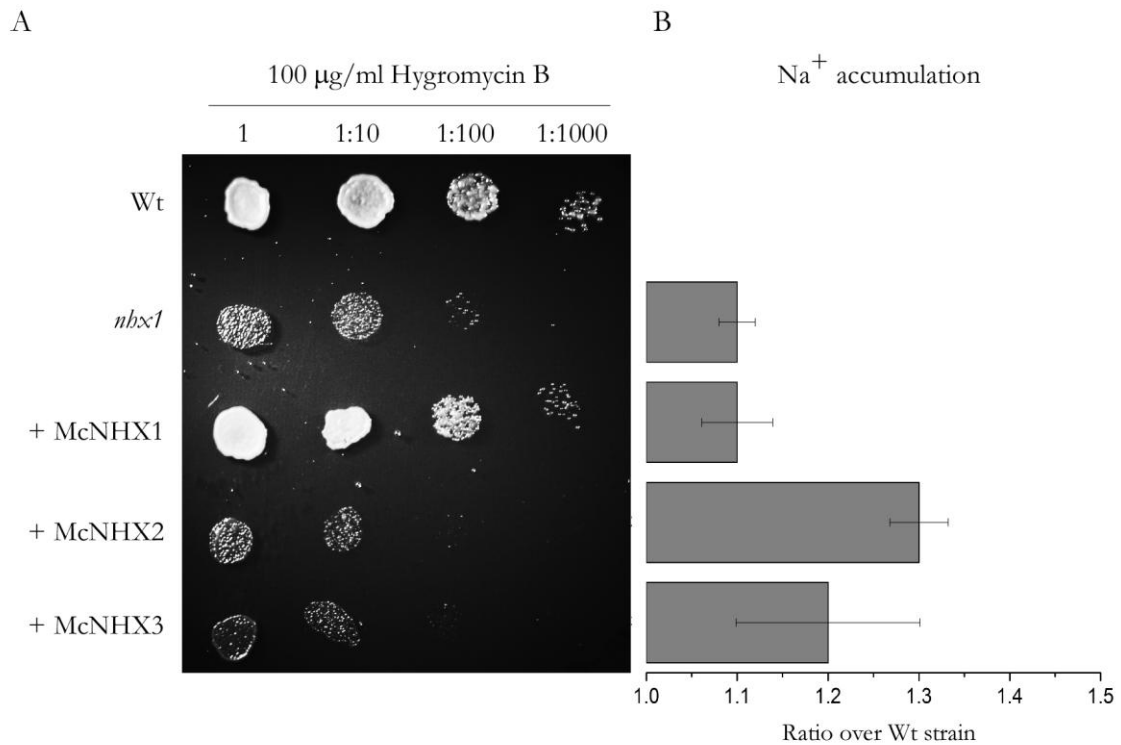 A
B
100 µg/ml Hygromycin B
Na+ accumulation
1 1:10 1:100 1:1000
Wt
nhx1
+ McNHX1
+ McNHX2
+ McNHX3
1.0 1.1 1.2 1.3 1.4 1.5
Ratio over Wt strain